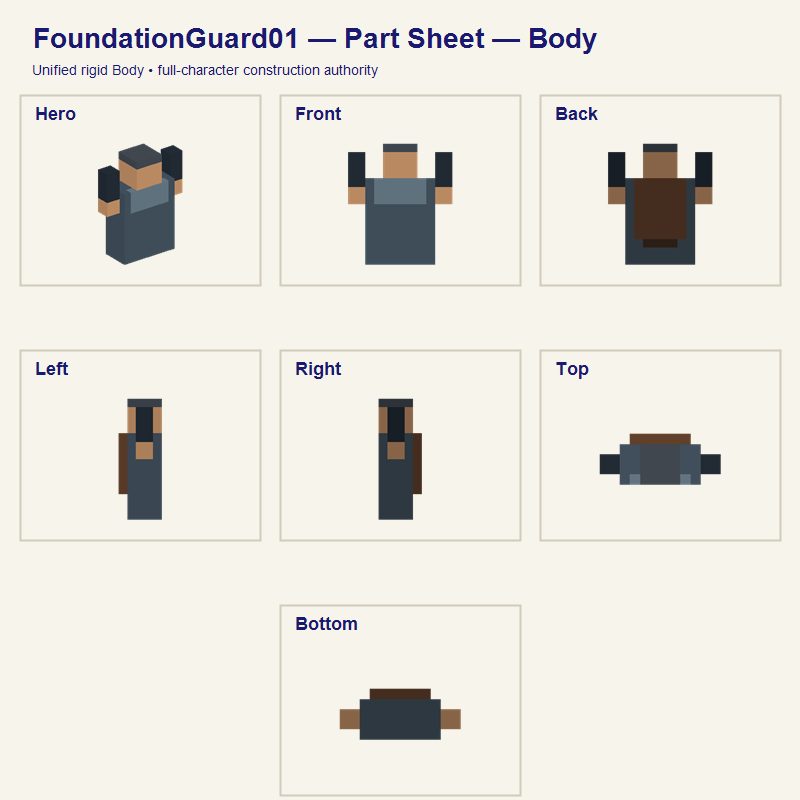 FoundationGuard01 — Part Sheet — Body
Unified rigid Body • full-character construction authority
Hero
Front
Back
Left
Right
Top
Bottom